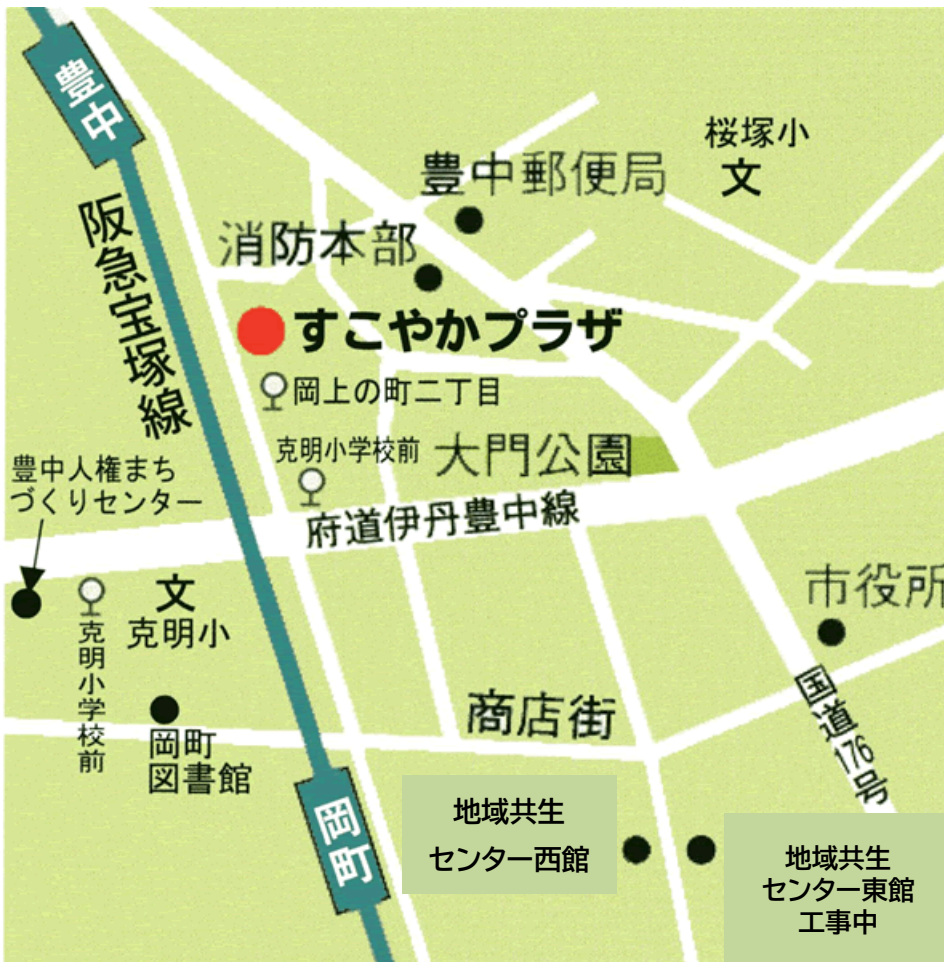 豊中
桜塚小
文
豊中郵便局
阪急宝塚線
消防本部
すこやかプラザ
岡上の町二丁目
克明小学校前
大門公園
豊中人権まち
づくりセンター
府道伊丹豊中線
市役所
文
克明小
克明小学校前
国道176号
商店街
岡町
図書館
岡町
地域共生
センター西館
地域共生
センター東館
工事中